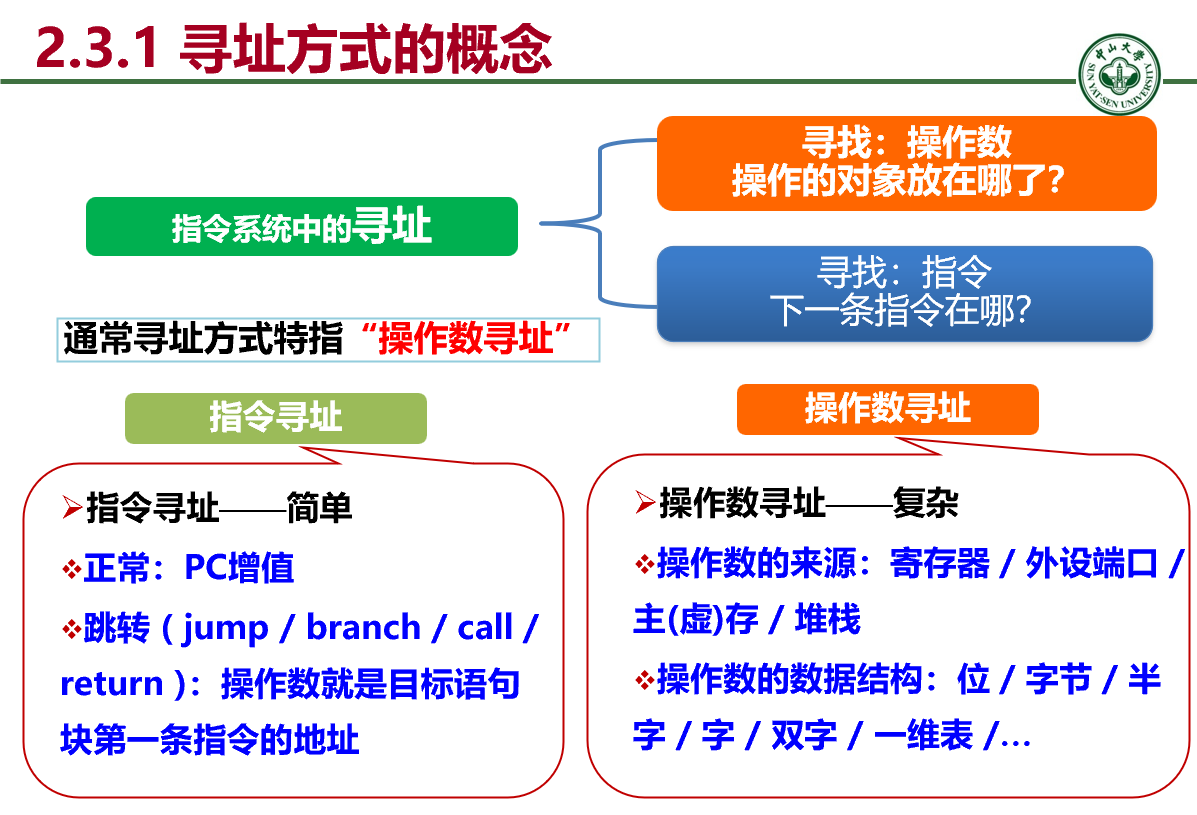 2.3.1 寻址方式的概念
中山大学
SUN YAT-SEN UNIVERSITY
寻找：操作数
操作的对象放在哪了？
指令系统中的寻址
寻找：指令
下一条指令在哪？
通常寻址方式特指“操作数寻址”
指令寻址
➢指令寻址——简单
❖正常：PC增值
❖跳转（jump / branch / call /
return）：操作数就是目标语句
块第一条指令的地址
操作数寻址
➢操作数寻址——复杂
❖操作数的来源：寄存器 / 外设端口 /
主(虚)存 / 堆栈
❖操作数的数据结构：位 / 字节 / 半
字 / 字 / 双字 / 一维表 /…